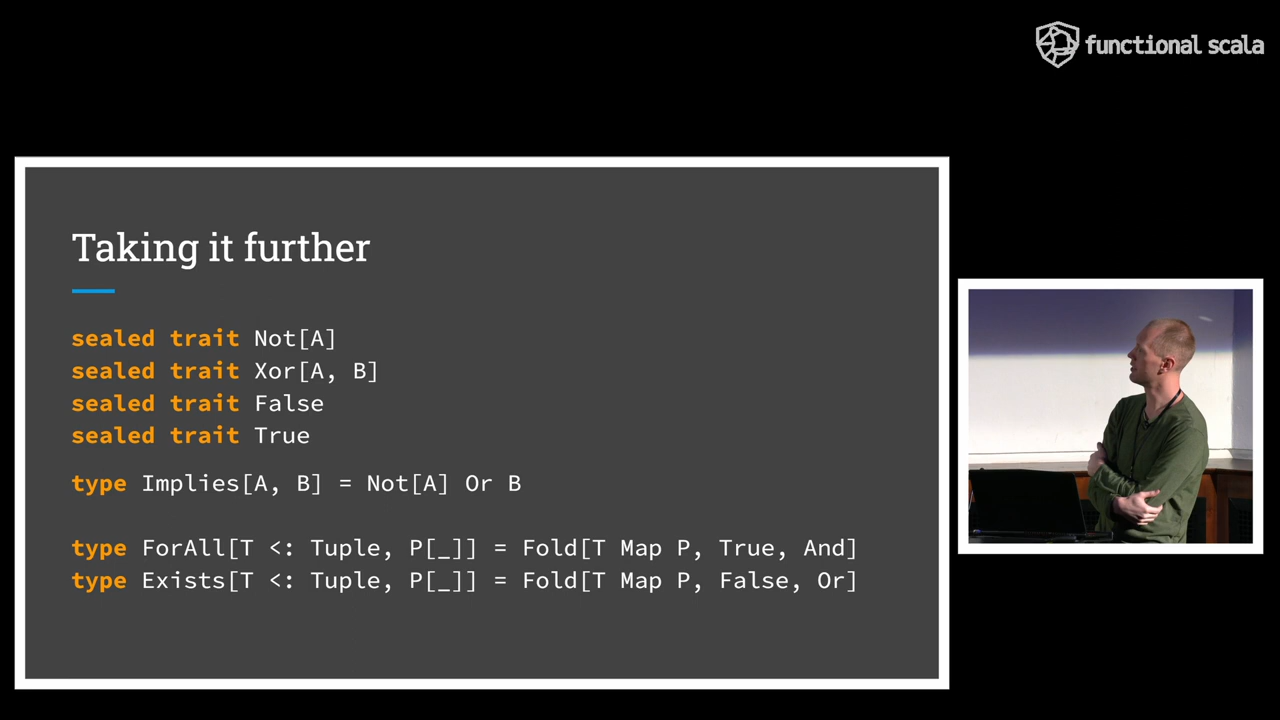 functional scala
Taking it further
sealed trait Not[A]
sealed trait Xor[A, B]
sealed trait False
sealed trait True
type Implies[A, B] = Not[A] Or B
type ForAll[T <: Tuple, P[_]] = Fold[T Map P, True, And]
type Exists[T <: Tuple, P[_]] = Fold[T Map P, False, Or]